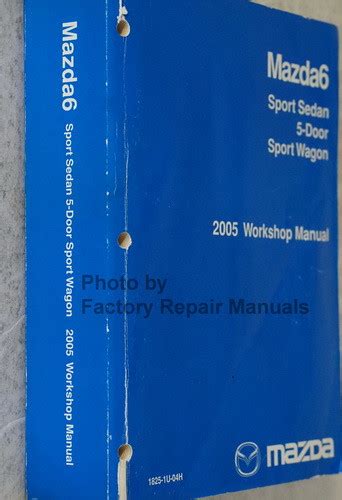 Mazda6 Sport Sedan 5-Door Sport Wagon 2005 Workshop Manual
Mazda6
Sport Sedan
5-Door
Sport Wagon
2005 Workshop Manual
Photo by
Factory Repair Manuals
1825-1U-04H
mazda